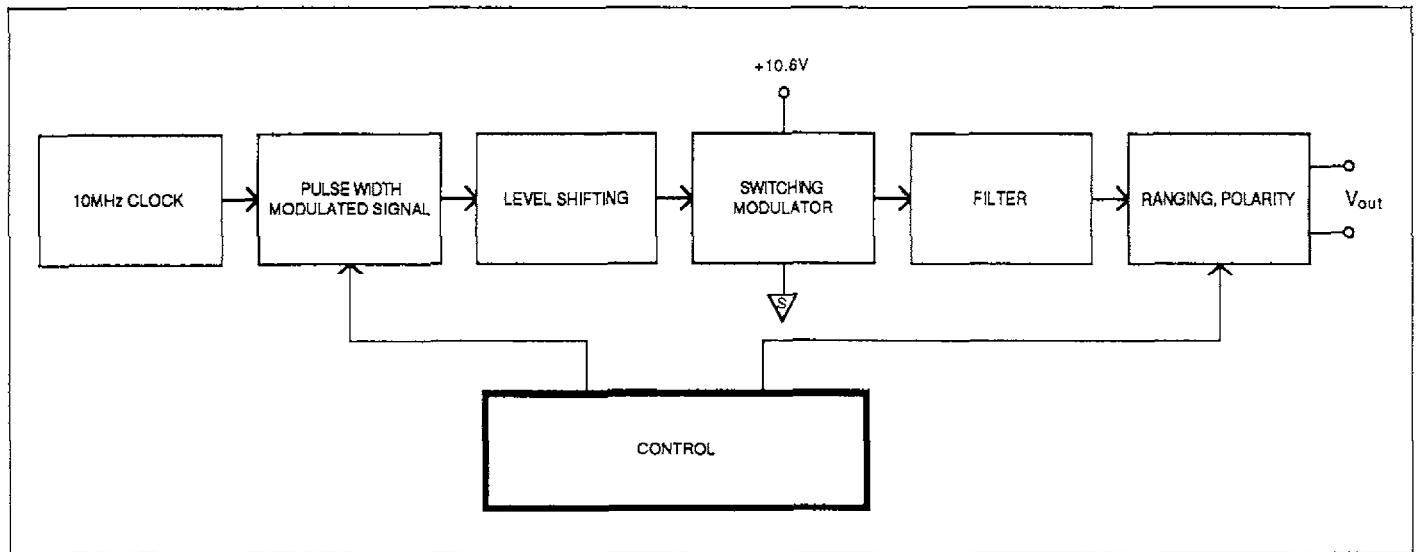 +10.6V
10MHz CLOCK
PULSE WIDTH
MODULATED SIGNAL
LEVEL SHIFTING
SWITCHING
MODULATOR
FILTER
RANGING, POLARITY
Vout
S
CONTROL